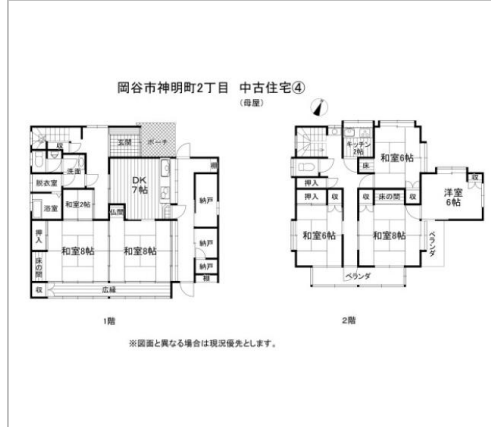 岡谷市神明町2丁目 中古住宅④
(母屋)
収
玄関
ポーチ
洗面
脱衣室
DK
7帖
棚
納戸
浴室
和室2帖
仏間
押入
和室8帖
和室8帖
納戸
床の間
納戸
棚
収
広縁
1階
キッチン
2帖
床
和室6帖
収
洋室
6帖
押入
押入
収
収
床の間
収
和室6帖
和室8帖
ベランダ
ベランダ
2階
※図面と異なる場合は現況優先とします。